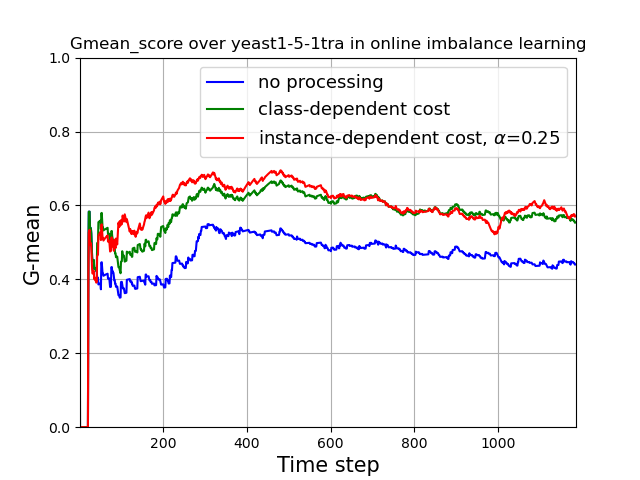 Gmean_score over yeast1-5-1tra in online imbalance learning
1.0
0.8
0.6
0.4
0.2
0.0
G-mean
no processing
class-dependent cost
instance-dependent cost, α=0.25
200 400 600 800 1000
Time step